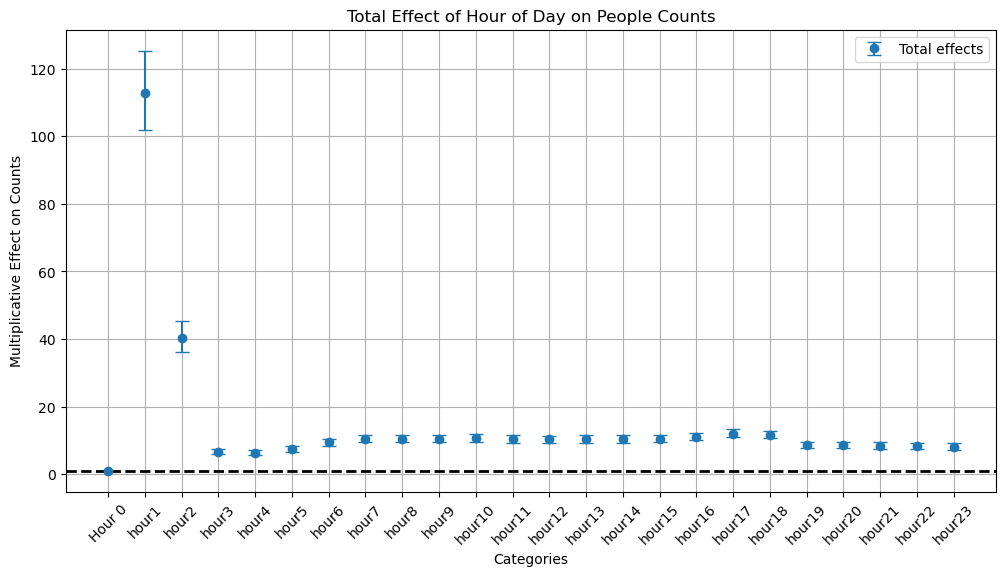 Total Effect of Hour of Day on People Counts
Total effects
Multiplicative Effect on Counts
120
100
80
60
40
20
0
Hour 0
hour1
hour2
hour3
hour4
hour5
hour6
hour7
hour8
hour9
hour10
hour11
hour12
hour13
hour14
hour15
hour16
hour17
hour18
hour19
hour20
hour21
hour22
hour23
Categories